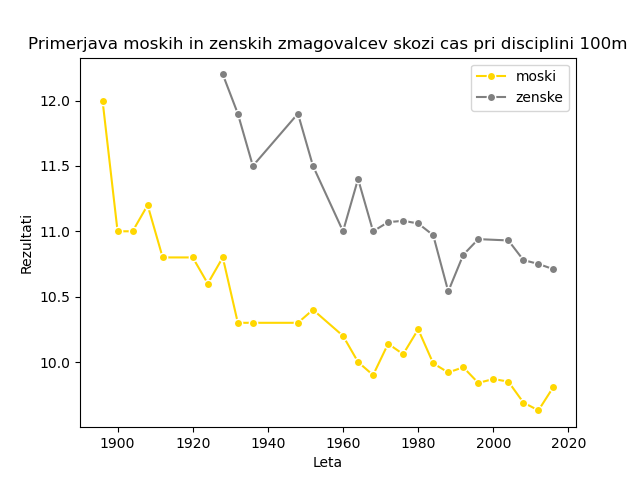 Primerjava moskih in zenskih zmagovalcev skozi cas pri disciplini 100m
moski
zenske
12.0
11.5
11.0
10.5
10.0
Rezultati
1900 1920 1940 1960 1980 2000 2020
Leta